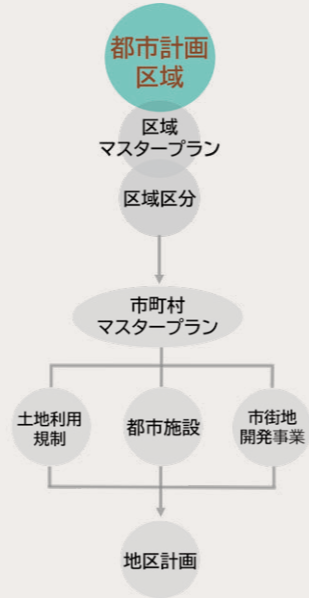 都市計画
区域
区域
マスタープラン
区域区分
市町村
マスタープラン
土地利用
規制
都市施設
市街地
開発事業
地区計画